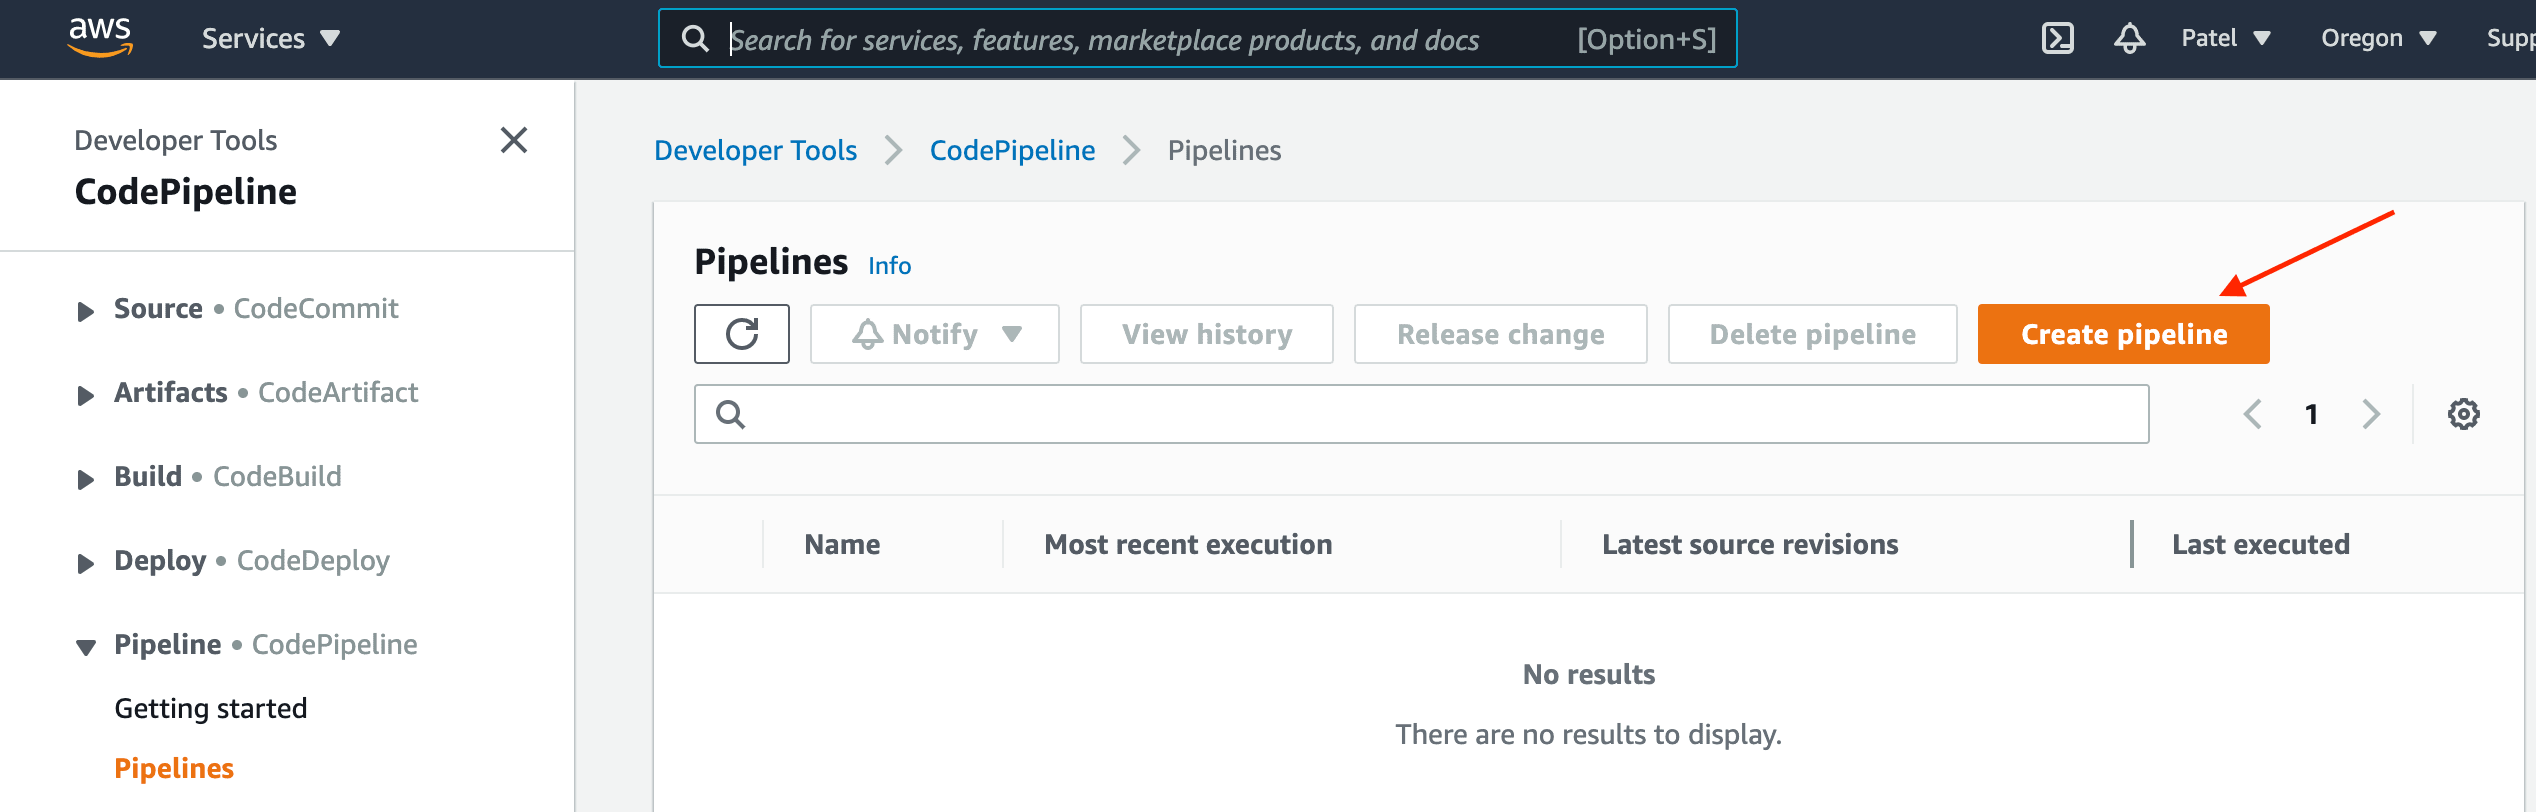 aws Services Search for services, features, marketplace products, and docs [Option+S] Patel Oregon Supp
Developer Tools
CodePipeline
Source • CodeCommit
Artifacts • CodeArtifact
Build • CodeBuild
Deploy • CodeDeploy
Pipeline • CodePipeline
Getting started
Pipelines
Developer Tools CodePipeline Pipelines
Pipelines Info
Notify View history Release change Delete pipeline Create pipeline
1
Name Most recent execution Latest source revisions Last executed
No results
There are no results to display.